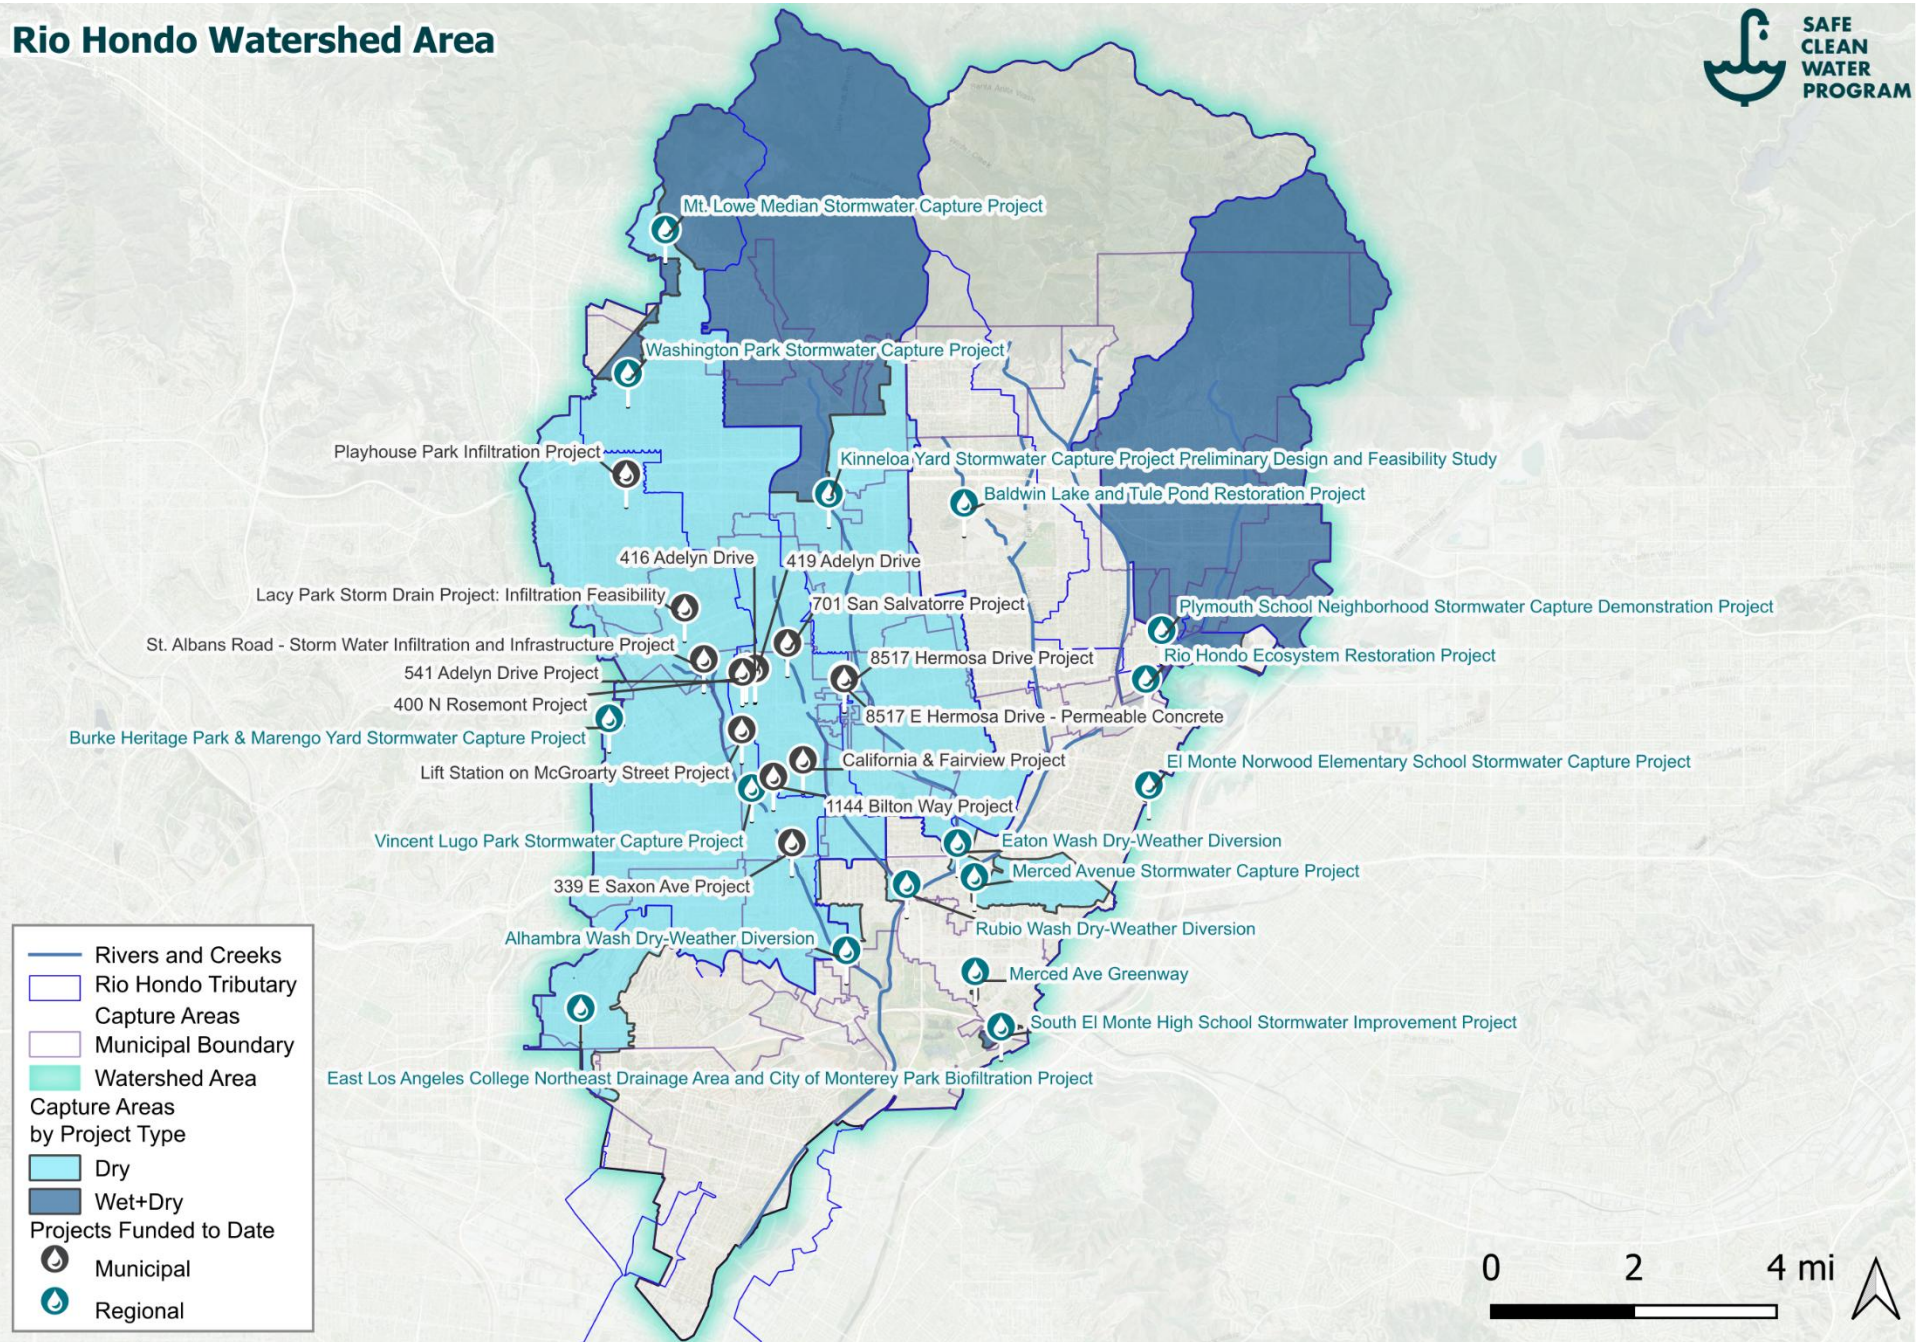 Rio Hondo Watershed Area
SAFE
CLEAN
WATER
PROGRAM
Mt. Lowe Median Stormwater Capture Project
Washington Park Stormwater Capture Project
Playhouse Park Infiltration Project
Kinneloa Yard Stormwater Capture Project Preliminary Design and Feasibility Study
Baldwin Lake and Tule Pond Restoration Project
416 Adelyn Drive
419 Adelyn Drive
Lacy Park Storm Drain Project: Infiltration Feasibility
701 San Salvatorre Project
Plymouth School Neighborhood Stormwater Capture Demonstration Project
St. Albans Road - Storm Water Infiltration and Infrastructure Project
8517 Hermosa Drive Project
Rio Hondo Ecosystem Restoration Project
541 Adelyn Drive Project
400 N Rosemont Project
8517 E Hermosa Drive - Permeable Concrete
Burke Heritage Park & Marengo Yard Stormwater Capture Project
California & Fairview Project
El Monte Norwood Elementary School Stormwater Capture Project
Lift Station on McGroarty Street Project
1144 Bilton Way Project
Vincent Lugo Park Stormwater Capture Project
Eaton Wash Dry-Weather Diversion
Merced Avenue Stormwater Capture Project
339 E Saxon Ave Project
Rubio Wash Dry-Weather Diversion
Alhambra Wash Dry-Weather Diversion
Merced Ave Greenway
South El Monte High School Stormwater Improvement Project
East Los Angeles College Northeast Drainage Area and City of Monterey Park Biofiltration Project
Rivers and Creeks
Rio Hondo Tributary
Capture Areas
Municipal Boundary
Watershed Area
Capture Areas
by Project Type
Dry
Wet+Dry
Projects Funded to Date
Municipal
Regional
0 2 4 mi